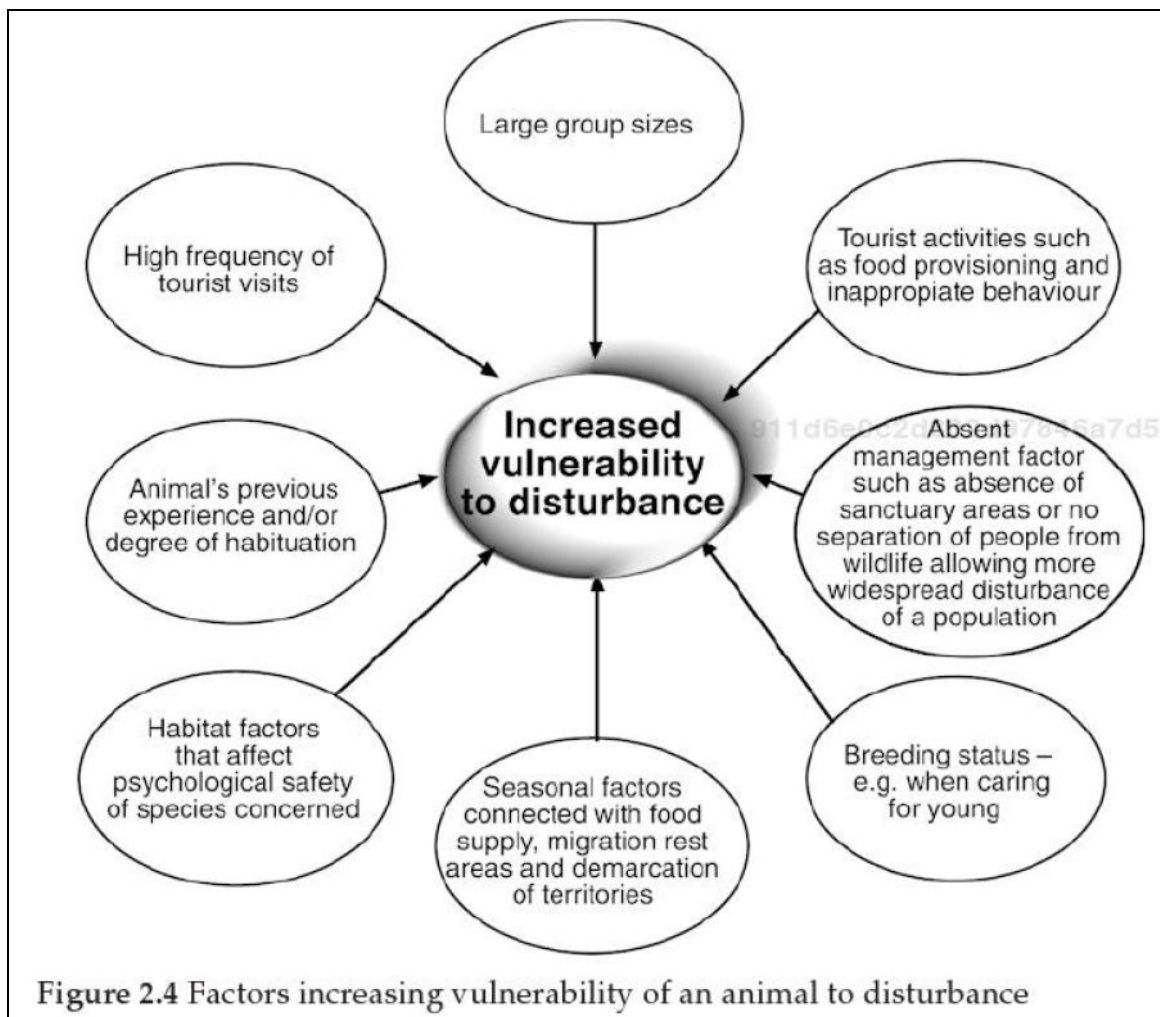 Large group sizes
High frequency of
tourist visits
Tourist activities such
as food provisioning and
inappropiate behaviour
Increased
vulnerability
to disturbance
Animal's previous
experience and/or
degree of habituation
Absent
management factor
such as absence of
sanctuary areas or no
separation of people from
wildlife allowing more
widespread disturbance
of a population
Habitat factors
that affect
psychological safety
of species concerned
Seasonal factors
connected with food
supply, migration rest
areas and demarcation
of territories
Breeding status –
e.g. when caring
for young
Figure 2.4 Factors increasing vulnerability of an animal to disturbance